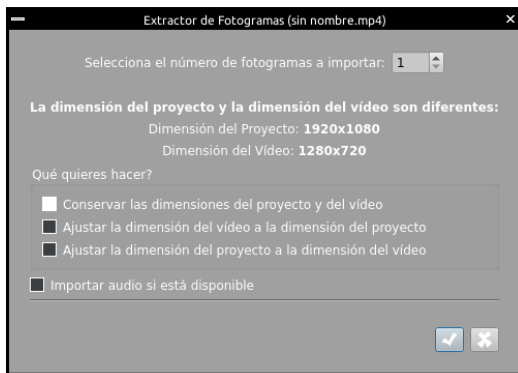 Extractor de Fotogramas (sin nombre.mp4)
Selecciona el número de fotogramas a importar: 1
La dimensión del proyecto y la dimensión del vídeo son diferentes:
Dimensión del Proyecto: 1920x1080
Dimensión del Vídeo: 1280x720
Qué quieres hacer?
Conservar las dimensiones del proyecto y del vídeo
Ajustar la dimensión del vídeo a la dimensión del proyecto
Ajustar la dimensión del proyecto a la dimensión del vídeo
Importar audio si está disponible